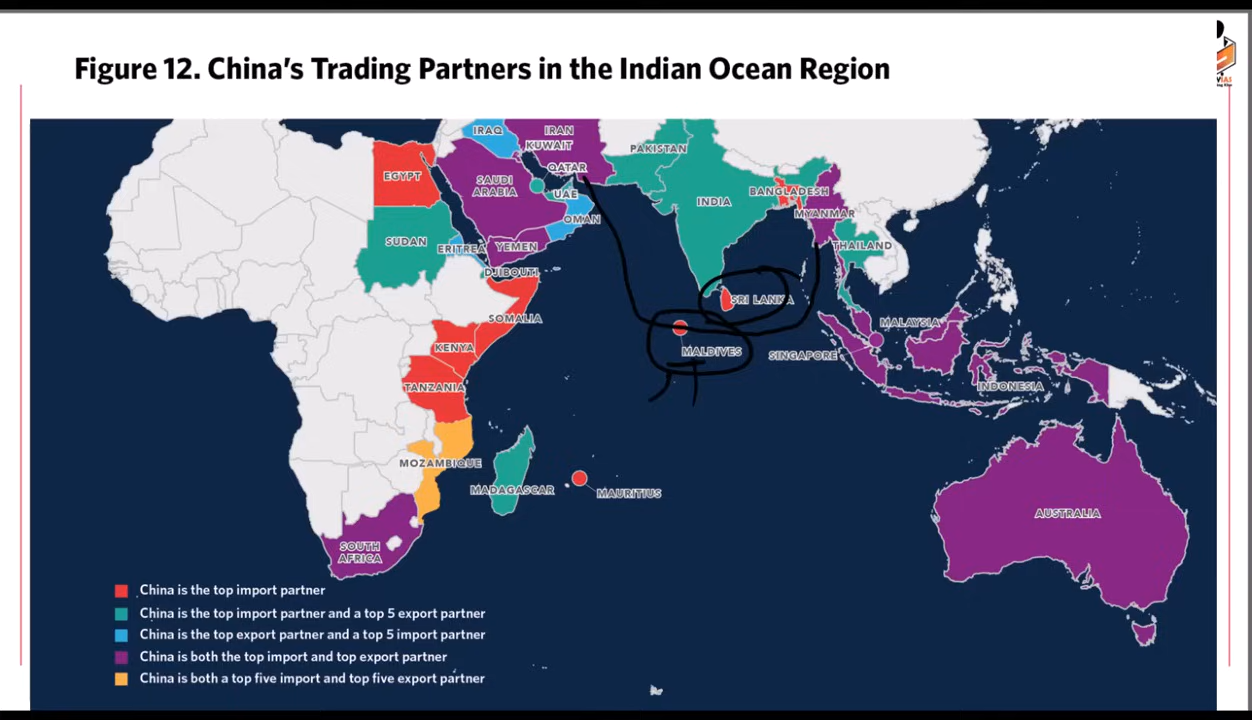 Figure 12. China's Trading Partners in the Indian Ocean Region
IRAQ
IRAN
KUWAIT
PAKISTAN
QATAR
EGYPT
SAUDI
ARABIA
UAE
BANGLADESH
INDIA
MYANMAR
OMAN
SUDAN
ERITREA
YEMEN
THAILAND
DJIBOUTI
SRI LANKA
SOMALIA
MALAYSIA
KENYA
MALDIVES
SINGAPORE
TANZANIA
INDONESIA
MOZAMBIQUE
MADAGASCAR
MAURITIUS
AUSTRALIA
SOUTH
AFRICA
China is the top import partner
China is the top import partner and a top 5 export partner
China is the top export partner and a top 5 import partner
China is both the top import and top export partner
China is both a top five import and top five export partner